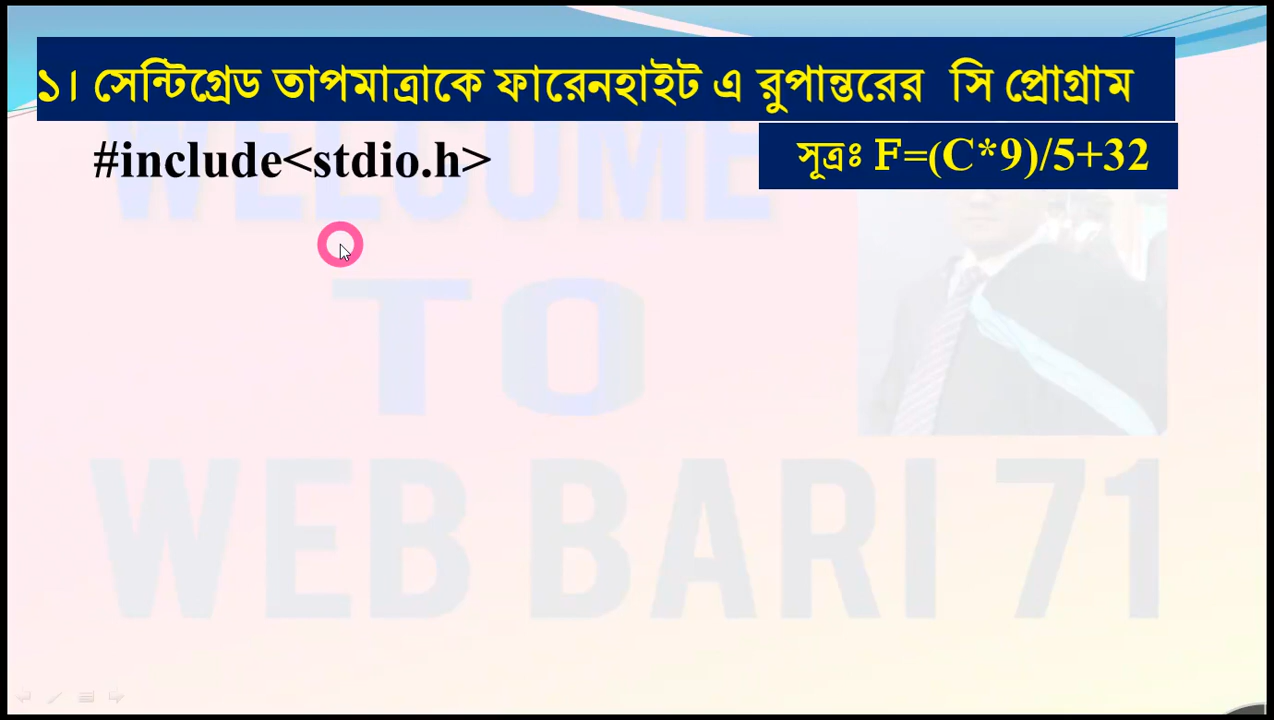 ১। সেন্টিগ্রেড তাপমাত্রাকে ফারেনহাইট এ রুপান্তরের সি প্রোগ্রাম
#include<stdio.h>
সূত্রঃ F=(C*9)/5+32
WELCOME
TO
WEB BARI 71